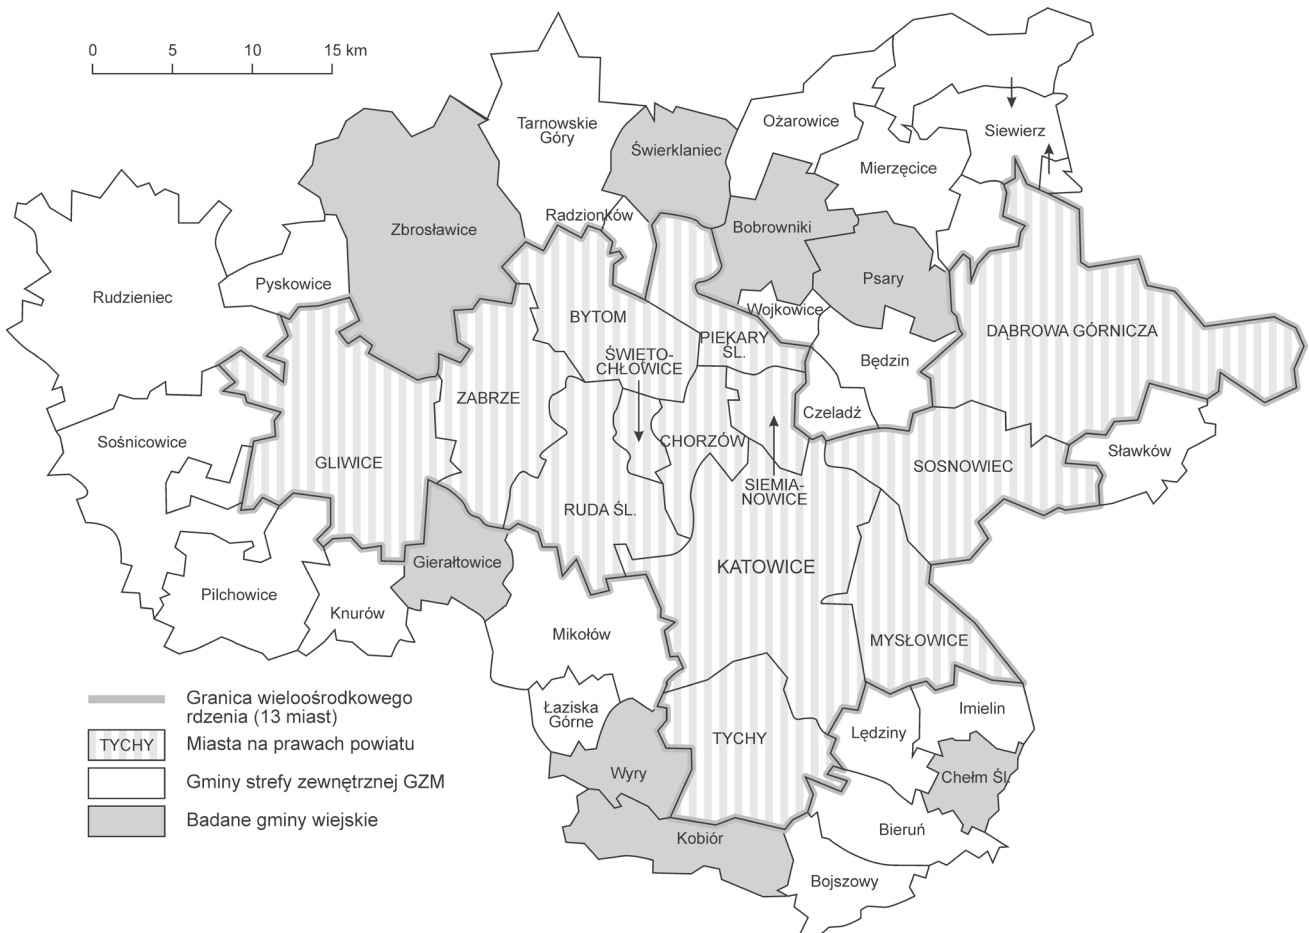 0 5 10 15 km
Tarnowskie
Góry
Ożarowice
Siewierz
Świerklaniec
Mierzęcice
Radzionków
Zbrosławice
Bobrowniki
Pyskowice
Psary
Rudzieniec
Wojkowice
BYTOM
PIEKARY
ŚL.
DĄBROWA GÓRNICZA
ŚWIĘTO-
CHŁOWICE
Będzin
ZABRZE
Czeladź
Sośnicowice
CHORZÓW
Sławków
GLIWICE
SOSNOWIEC
SIEMIA-
NOWICE
RUDA ŚL.
Gierałtowice
KATOWICE
Pilchowice
Knurów
Mikołów
MYSŁOWICE
Łaziska
Górne
Imielin
Lędziny
TYCHY
Wyry
Chełm Śl.
Bieruń
Kobiór
Bojszowy
Granica wieloośrodkowego
rdzenia (13 miast)
TYCHY Miasta na prawach powiatu
Gminy strefy zewnętrznej GZM
Badane gminy wiejskie